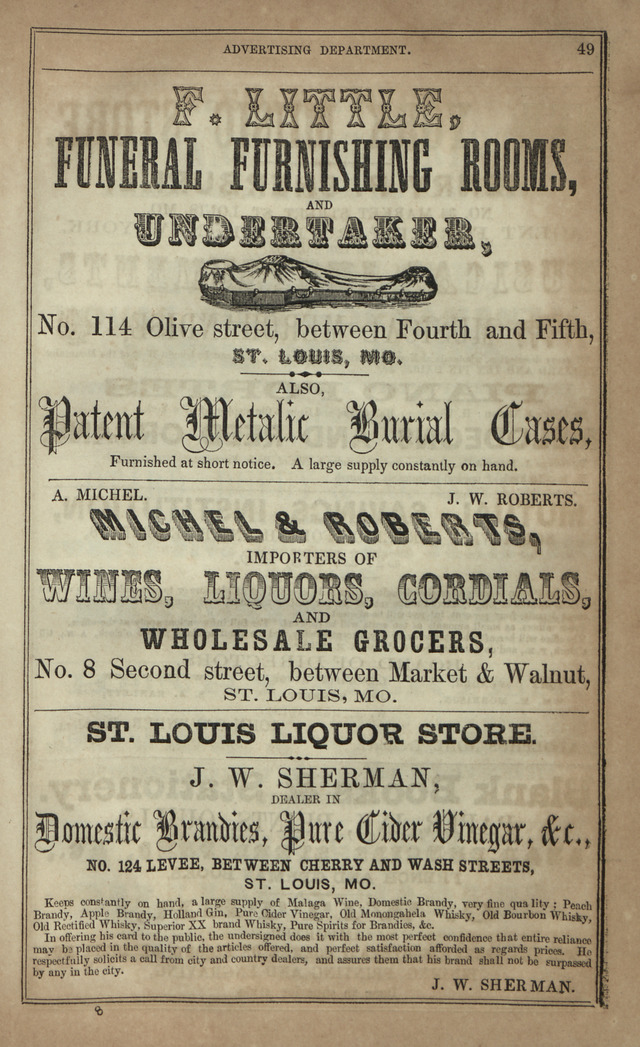 ADVERTISING DEPARTMENT. 49
F. LITTLE,
FUNERAL FURNISHING ROOMS,
AND
UNDERTAKER,
No. 114 Olive street, between Fourth and Fifth,
ST. LOUIS, MO.
ALSO,
Patent Metalic Burial Cases,
Furnished at short notice. A large supply constantly on hand.
A. MICHEL. J. W. ROBERTS.
MICHEL & ROBERTS,
IMPORTERS OF
WINES, LIQUORS, CORDIALS,
AND
WHOLESALE GROCERS,
No. 8 Second street, between Market & Walnut,
ST. LOUIS, MO.
ST. LOUIS LIQUOR STORE.
J. W. SHERMAN,
DEALER IN
Domestic Brandies, Pure Cider Vinegar, &c.,
NO. 124 LEVEE, BETWEEN CHERRY AND WASH STREETS,
ST. LOUIS, MO.
Keeps constantly on hand, a large supply of Malaga Wine, Domestic Brandy, very fine qua lity; Peach
Brandy, Apple Brandy, Holland Gin, Pure Cider Vinegar, Old Monongahela Whisky, Old Bourbon Whisky,
Old Rectified Whisky, Superior XX brand Whisky, Pure Spirits for Brandies, &c.
In offering his card to the public, the undersigned does it with the most perfect confidence that entire reliance
may be placed in the quality of the articles offered, and perfect satisfaction afforded as regards prices. He
respectfully solicits a call from city and country dealers, and assures them that his brand shall not be surpassed
by any in the city.
J. W. SHERMAN.
8